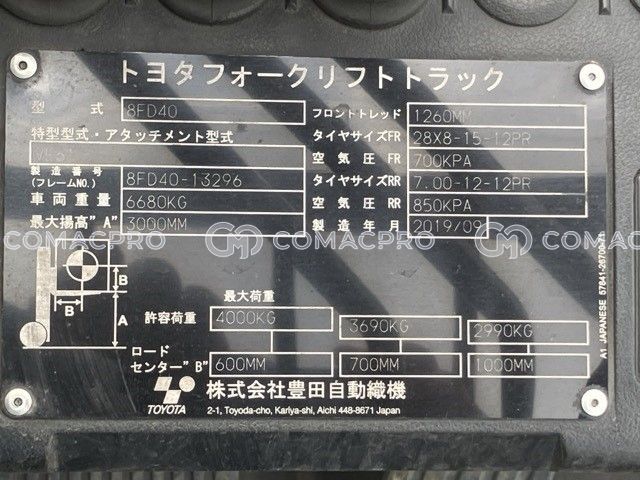 トヨタフォークリフトトラック
型 式 8FD40
フロントトレッド 1260MM
特型型式・アタッチメント型式
タイヤサイズFR 28X8-15-12PR
空気圧 FR 700KPA
製造番号 (フレームNO.) 8FD40-13296
タイヤサイズRR 7.00-12-12PR
車両重量 6680KG
空気圧 RR 850KPA
最大揚高"A" 3000MM
製造年月 2019/09
COMACPRO COMACPRO COMACPRO
B
B A
最大荷重
許容荷重 4000KG 3690KG 2990KG
ロード
センター"B" 600MM 700MM 1000MM
TOYOTA
株式会社豊田自動織機
2-1, Toyoda-cho, Kariya-shi, Aichi 448-8671 Japan
A1 JAPANESE